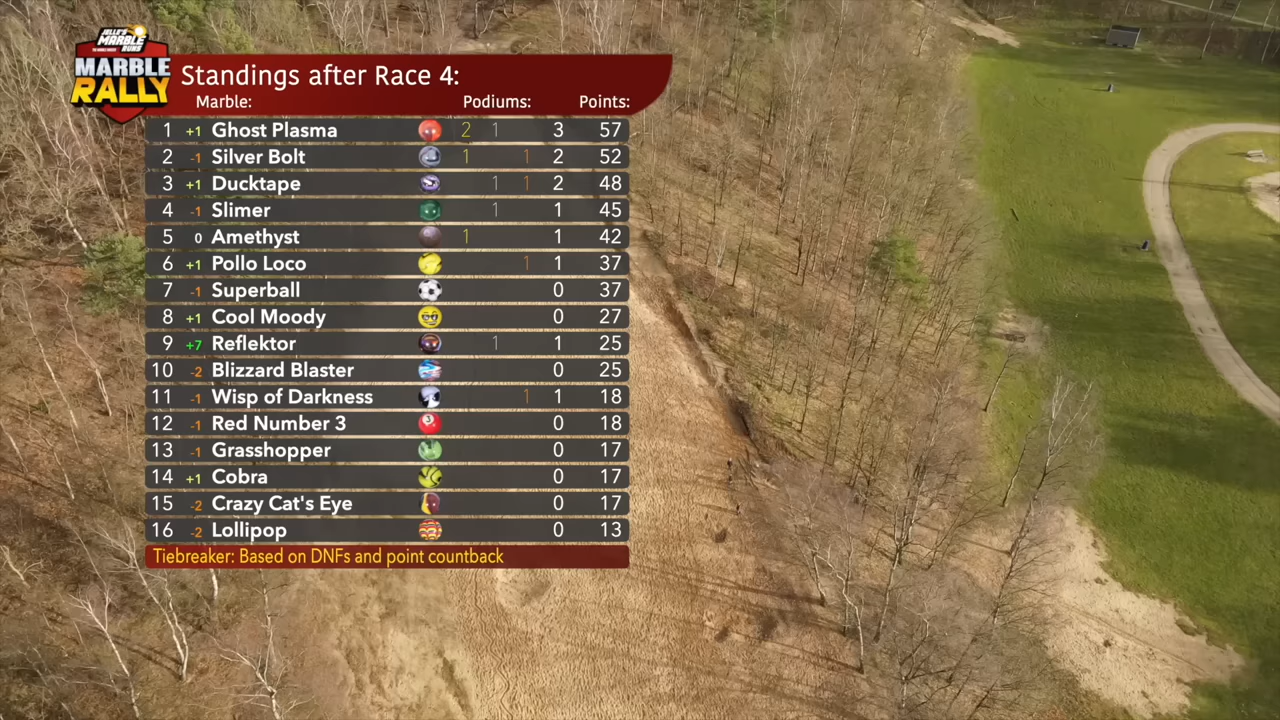 JELLE'S
MARBLE
RUNS
MARBLE
RALLY
Standings after Race 4:
Marble: Podiums: Points:
1 +1 Ghost Plasma 2 1 3 57
2 -1 Silver Bolt 1 1 2 52
3 +1 Ducktape 1 1 2 48
4 -1 Slimer 1 1 45
5 0 Amethyst 1 1 42
6 +1 Pollo Loco 1 1 37
7 -1 Superball 0 37
8 +1 Cool Moody 0 27
9 +7 Reflektor 1 1 25
10 -2 Blizzard Blaster 0 25
11 -1 Wisp of Darkness 1 1 18
12 -1 Red Number 3 3 0 18
13 -1 Grasshopper 0 17
14 +1 Cobra 0 17
15 -2 Crazy Cat's Eye 0 17
16 -2 Lollipop 0 13
Tiebreaker: Based on DNFs and point countback